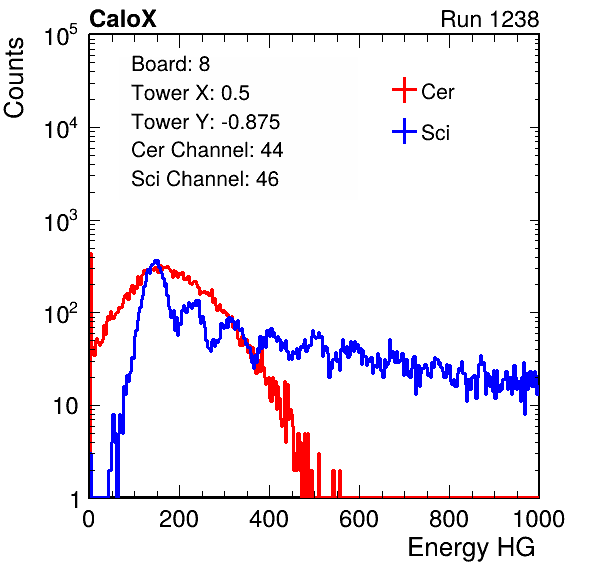 CaloX Run 1238
Counts
10^5
10^4
10^3
10^2
10
1
Board: 8
Tower X: 0.5
Tower Y: -0.875
Cer Channel: 44
Sci Channel: 46
Cer
Sci
0 200 400 600 800 1000
Energy HG